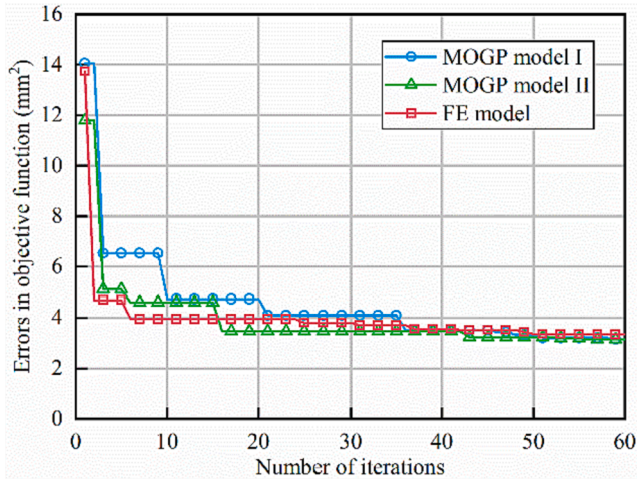 16
14
12
10
8
6
4
2
0
Errors in objective function (mm²)
MOGP model I
MOGP model II
FE model
0 10 20 30 40 50 60
Number of iterations